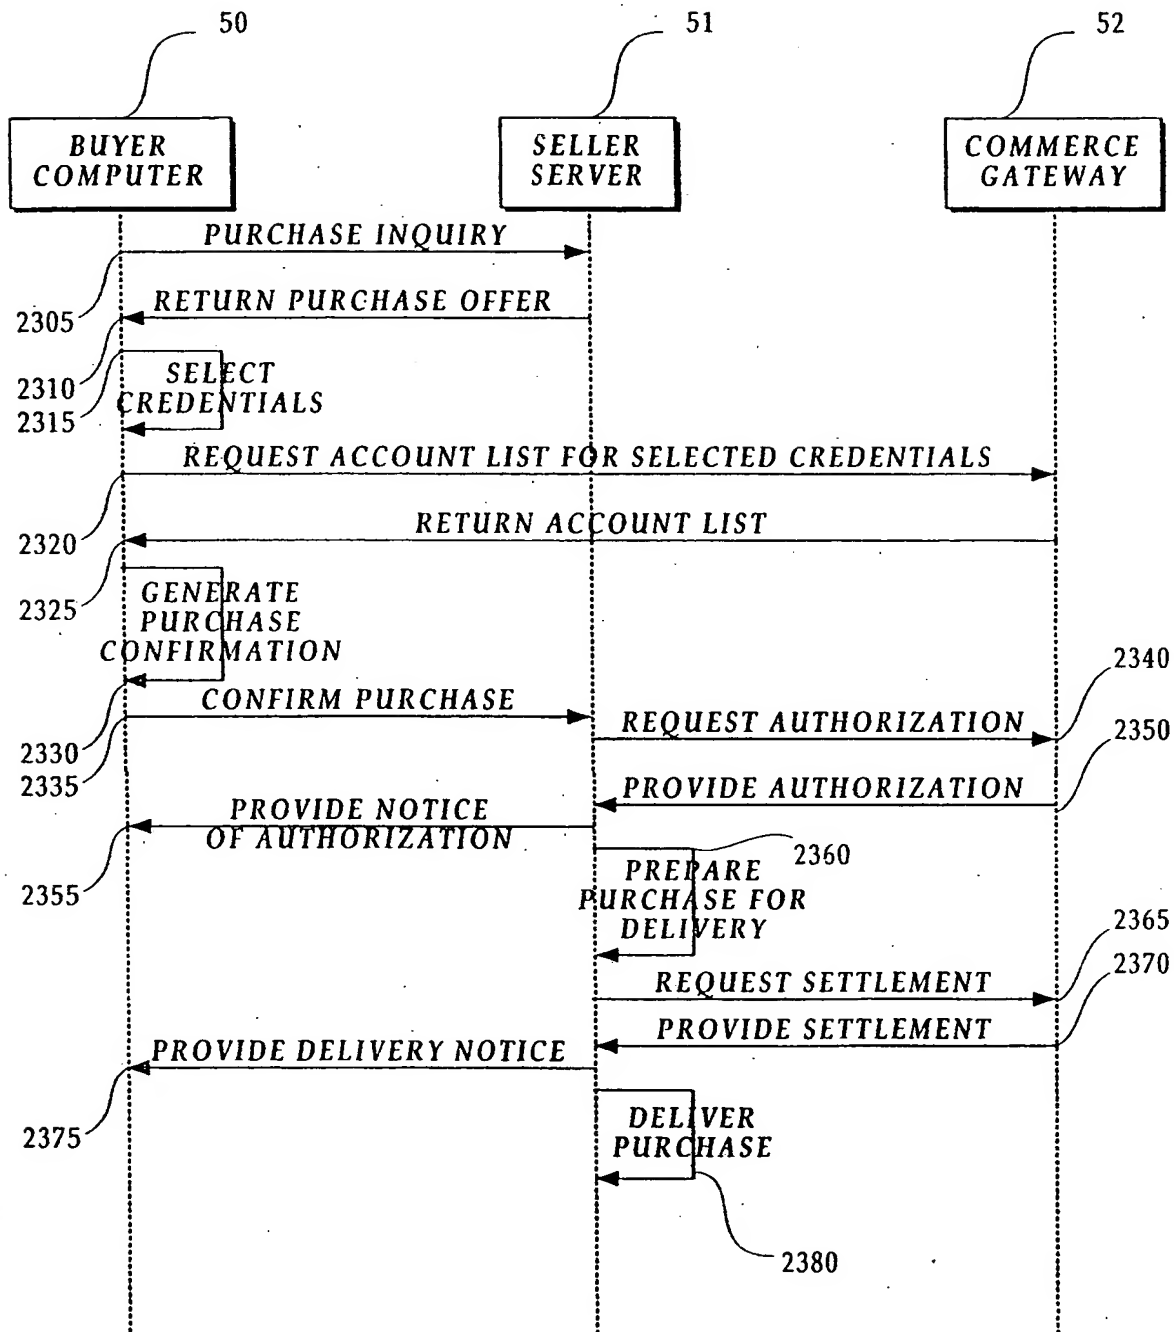 50
51
52
BUYER
COMPUTER
SELLER
SERVER
COMMERCE
GATEWAY
PURCHASE INQUIRY
2305
RETURN PURCHASE OFFER
2310
SELECT
CREDENTIALS
2315
REQUEST ACCOUNT LIST FOR SELECTED CREDENTIALS
2320
RETURN ACCOUNT LIST
2325
GENERATE
PURCHASE
CONFIRMATION
2330
CONFIRM PURCHASE
2335
REQUEST AUTHORIZATION
2340
PROVIDE AUTHORIZATION
2350
PROVIDE NOTICE
OF AUTHORIZATION
2355
2360
PREPARE
PURCHASE FOR
DELIVERY
REQUEST SETTLEMENT
2365
PROVIDE SETTLEMENT
2370
PROVIDE DELIVERY NOTICE
2375
DELIVER
PURCHASE
2380